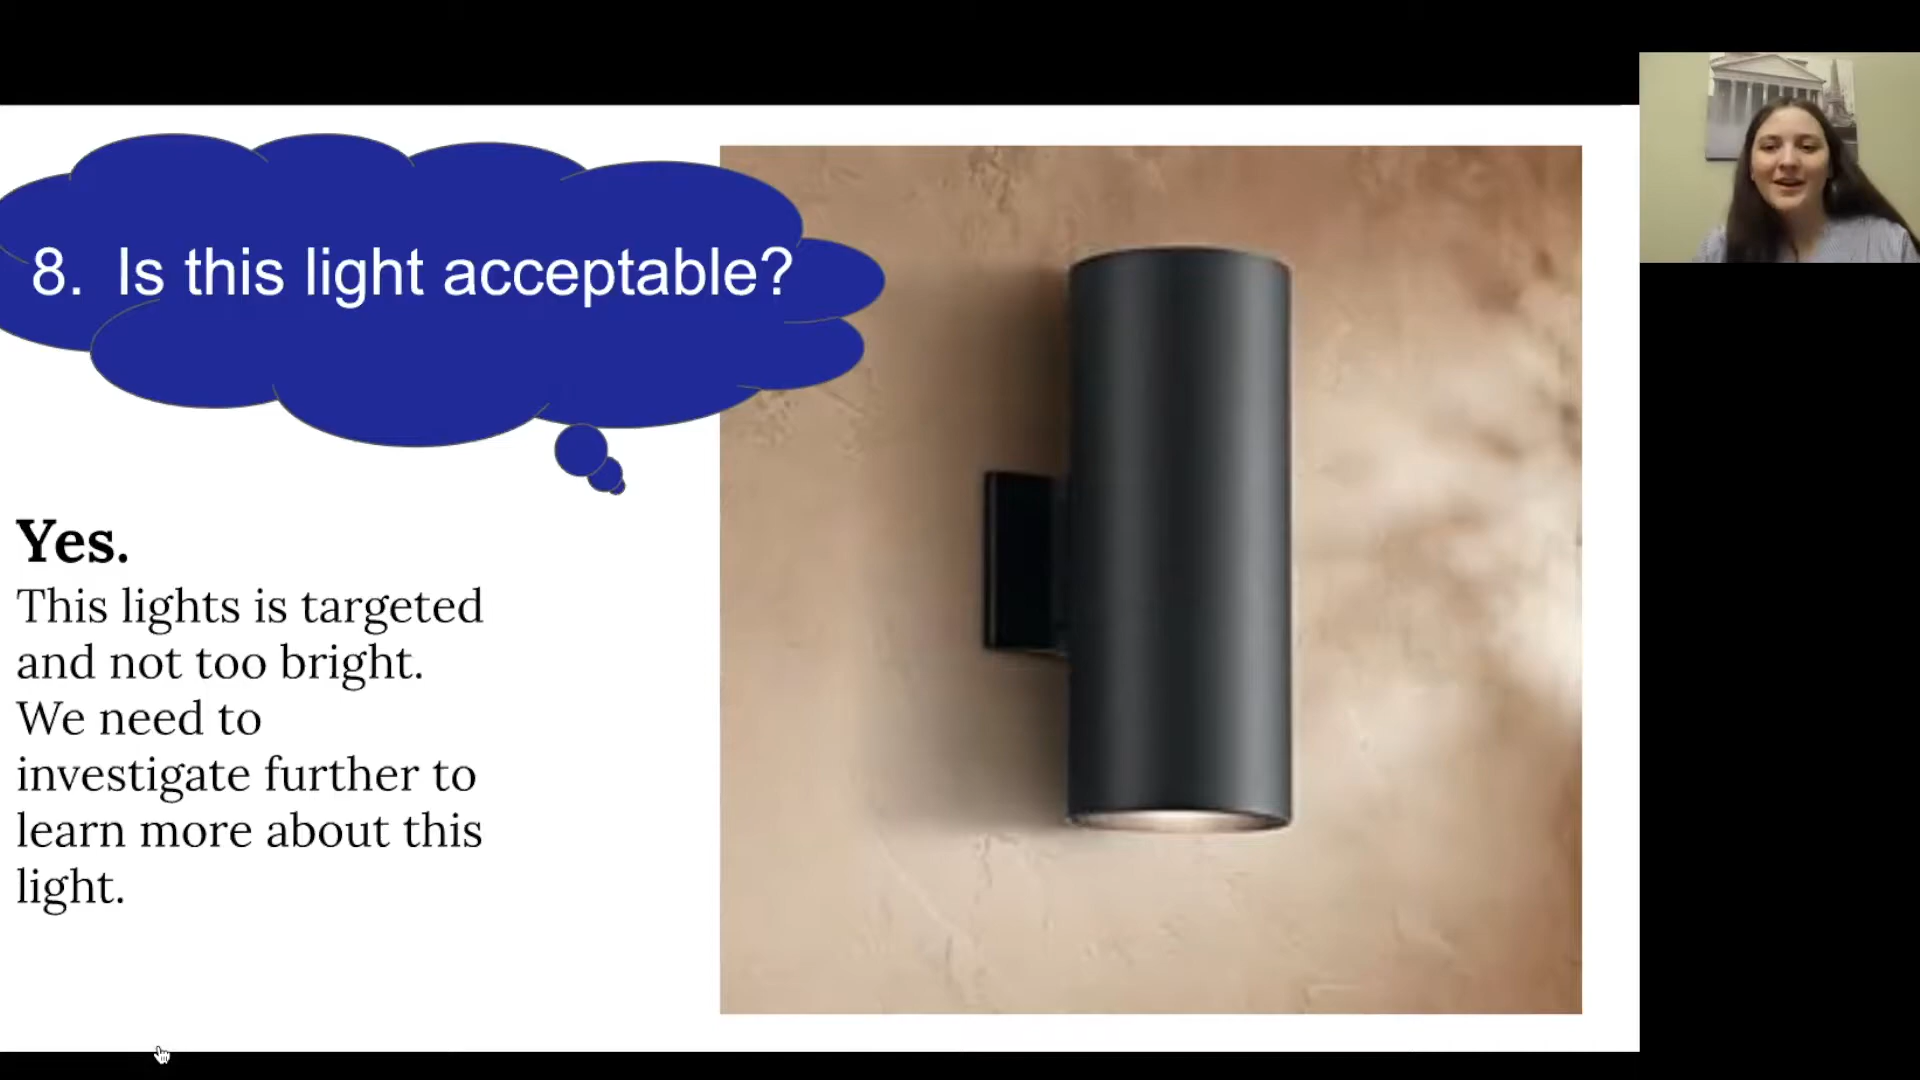 8. Is this light acceptable?
Yes.
This lights is targeted
and not too bright.
We need to
investigate further to
learn more about this
light.